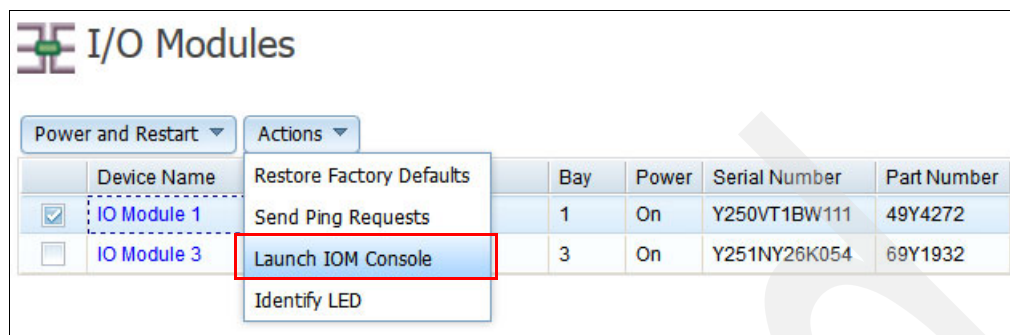 I/O Modules
Power and Restart Actions
Device Name Bay Power Serial Number Part Number
Restore Factory Defaults
IO Module 1 1 On Y250VT1BW111 49Y4272
Send Ping Requests
IO Module 3 3 On Y251NY26K054 69Y1932
Launch IOM Console
Identify LED